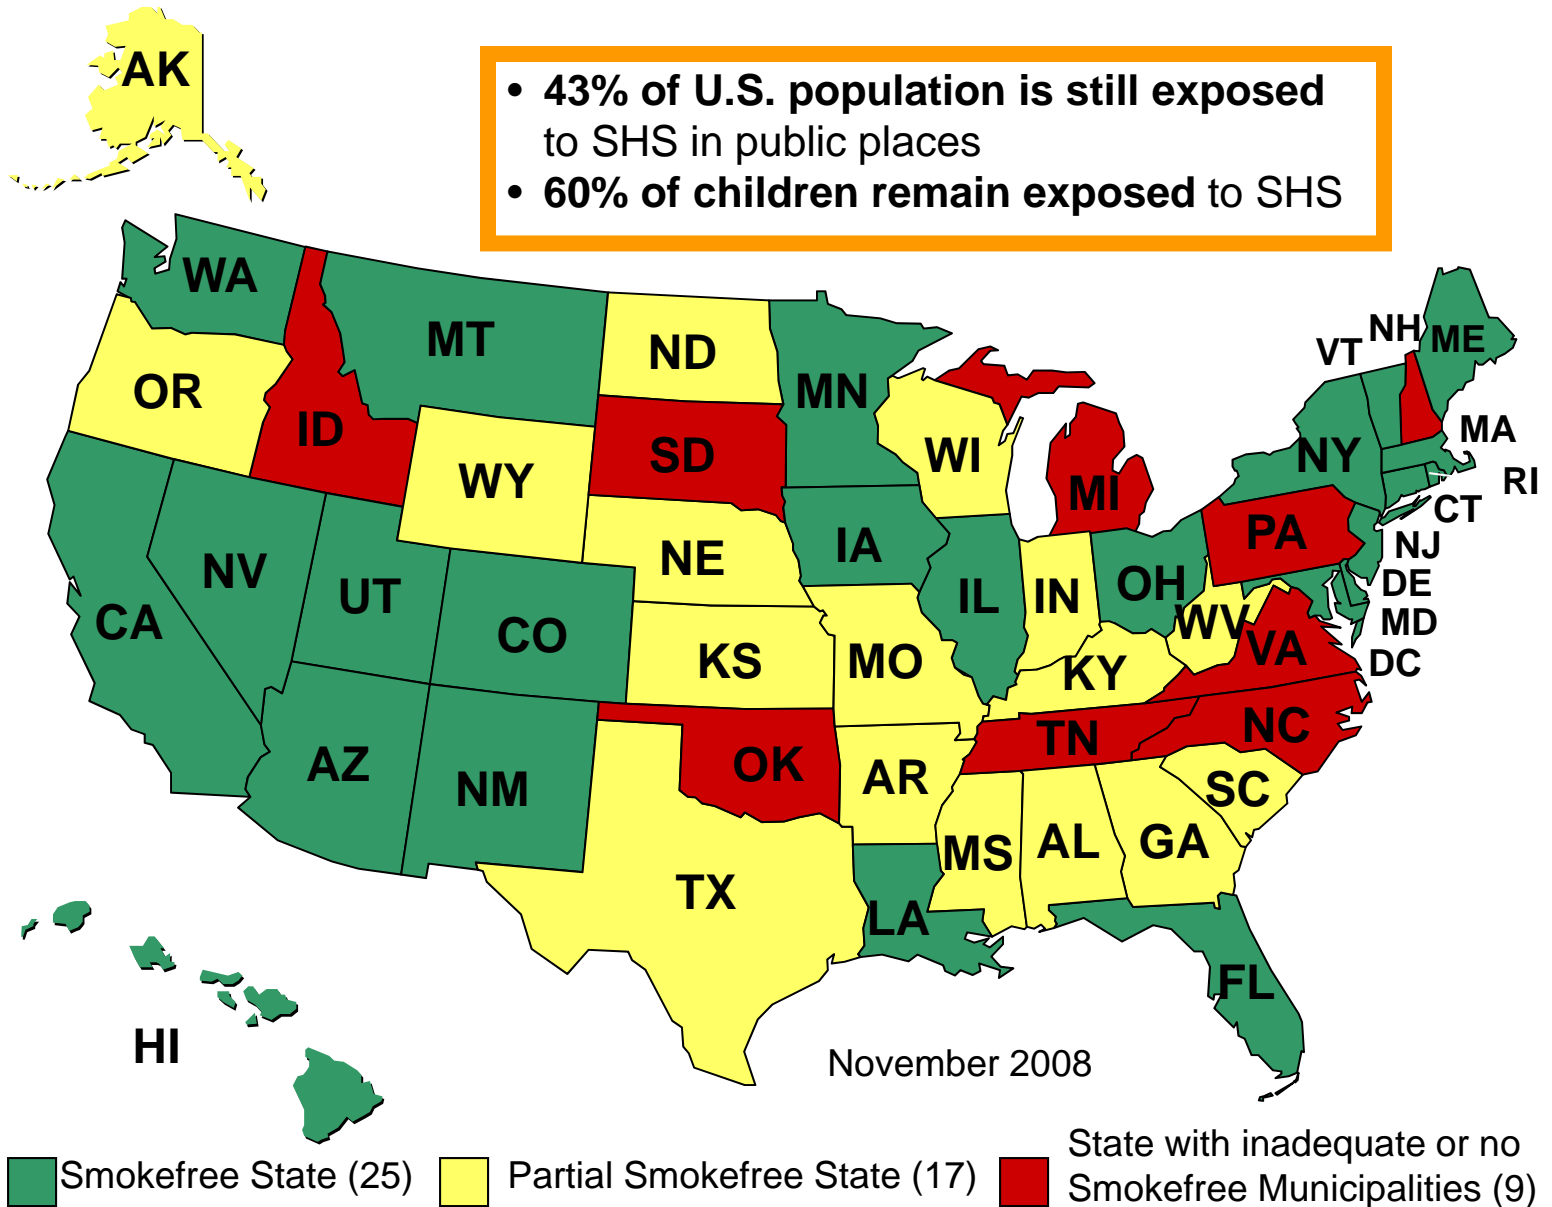 AK
• 43% of U.S. population is still exposed
to SHS in public places
• 60% of children remain exposed to SHS
WA
MT
ND
MN
VT
NH
ME
OR
ID
SD
WI
MI
NY
MA
RI
CT
WY
NE
IA
PA
NJ
DE
MD
DC
NV
UT
CA
CO
KS
MO
IL
IN
OH
WV
VA
KY
AZ
NM
OK
AR
TN
NC
SC
TX
LA
MS
AL
GA
FL
HI
November 2008
Smokefree State (25)
Partial Smokefree State (17)
State with inadequate or no
Smokefree Municipalities (9)